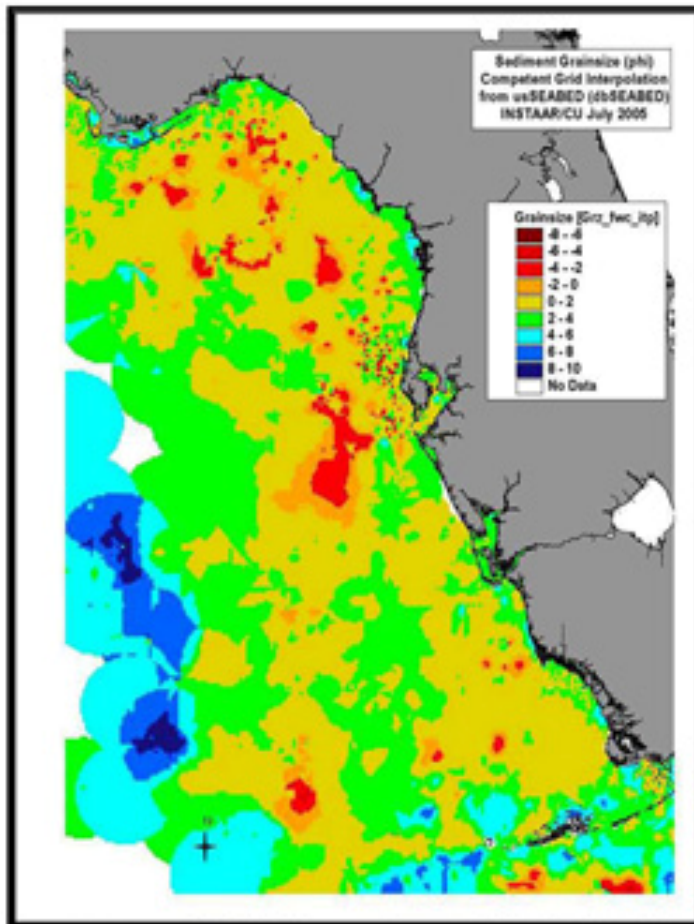 Sediment Grainsize (phi)
Competent Grid Interpolation
from usSEABED (dbSEABED)
INSTAAR/CU July 2005
Grainsize [Grz_fwc_itp]
-8 - -6
-6 - -4
-4 - -2
-2 - 0
0 - 2
2 - 4
4 - 6
6 - 8
8 - 10
No Data